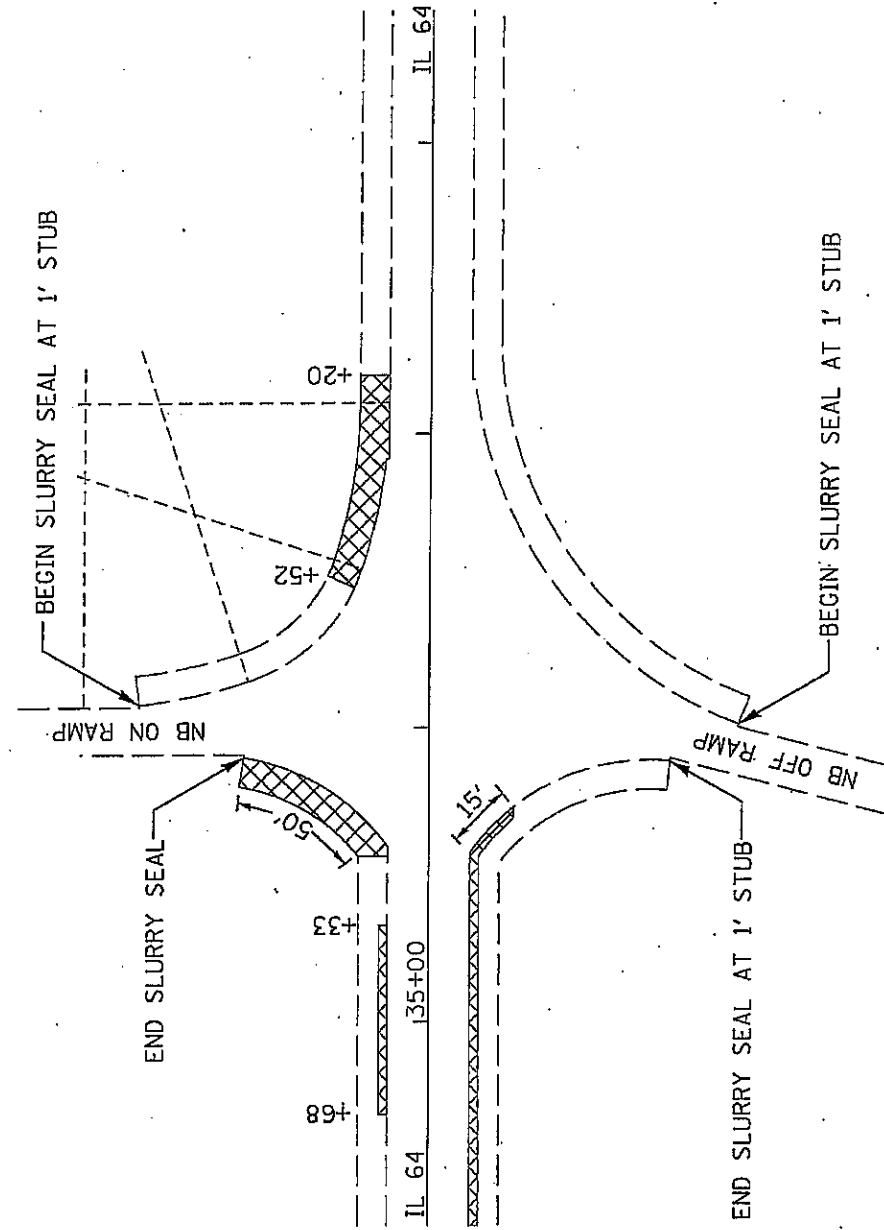 IL 64
BEGIN SLURRY SEAL AT 1' STUB
+20
+52
NB ON RAMP
BEGIN SLURRY SEAL AT 1' STUB
NB OFF RAMP
END SLURRY SEAL
50'
15'
+33
35+00
+68
IL 64
END SLURRY SEAL AT 1' STUB